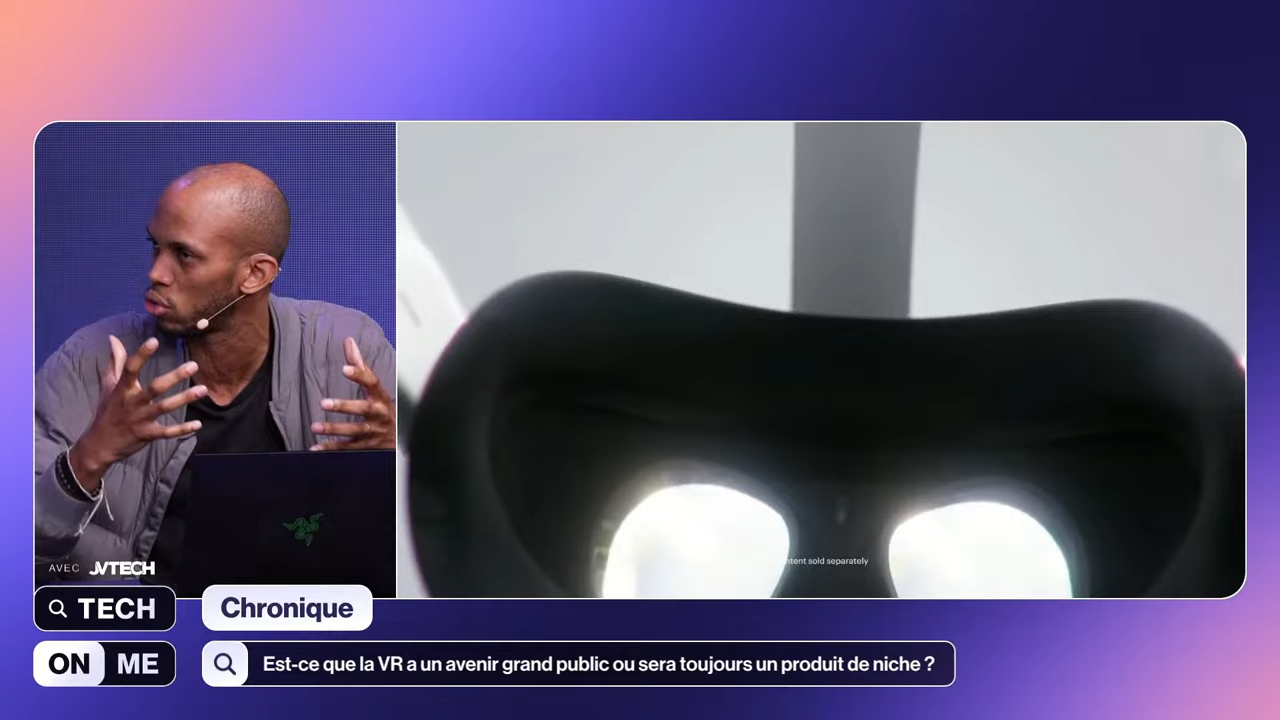 ntent sold separately
AVEC JVTECH
TECH
Chronique
ON ME
Est-ce que la VR a un avenir grand public ou sera toujours un produit de niche ?